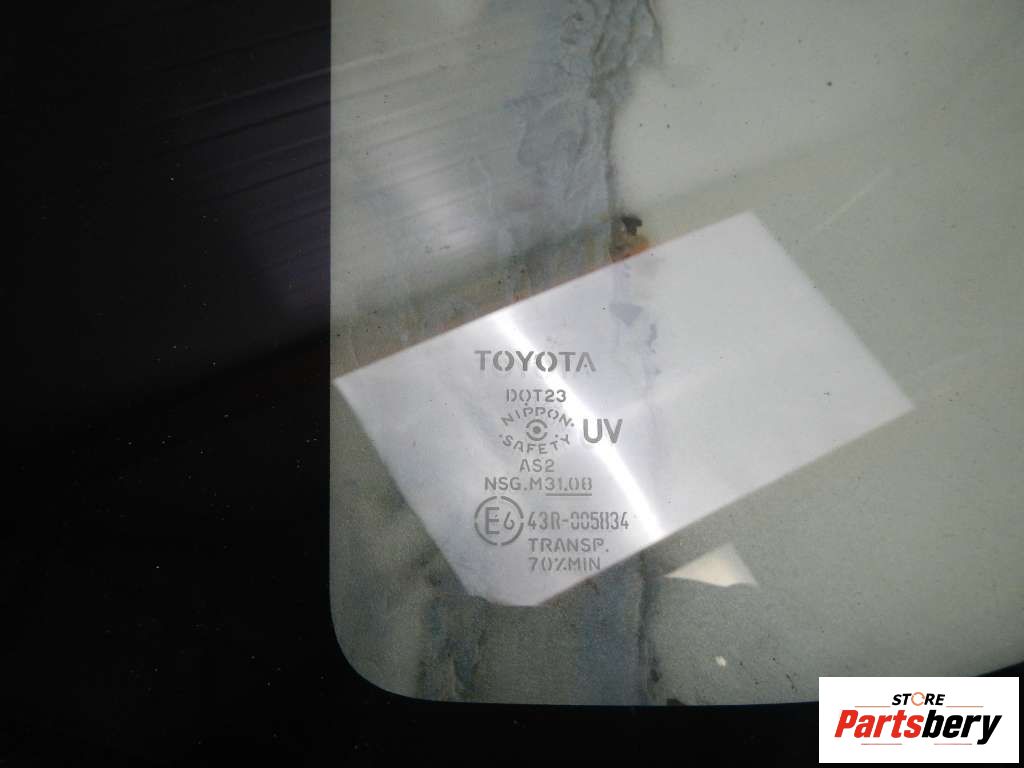 TOYOTA
DOT23
NIPPON
SAFETY
UV
AS2
NSG.M31.08
E6 43R-005834
TRANSP.
70%MIN
STORE
Partsbery